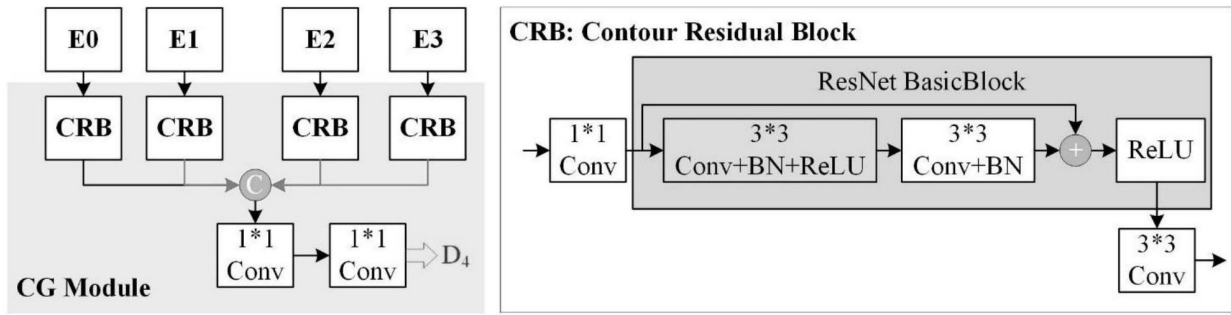 E0 E1 E2 E3
CRB CRB CRB CRB
C
1*1 1*1
Conv Conv D₄
CG Module
CRB: Contour Residual Block
ResNet BasicBlock
1*1 3*3 3*3
Conv Conv+BN+ReLU Conv+BN + ReLU
3*3
Conv